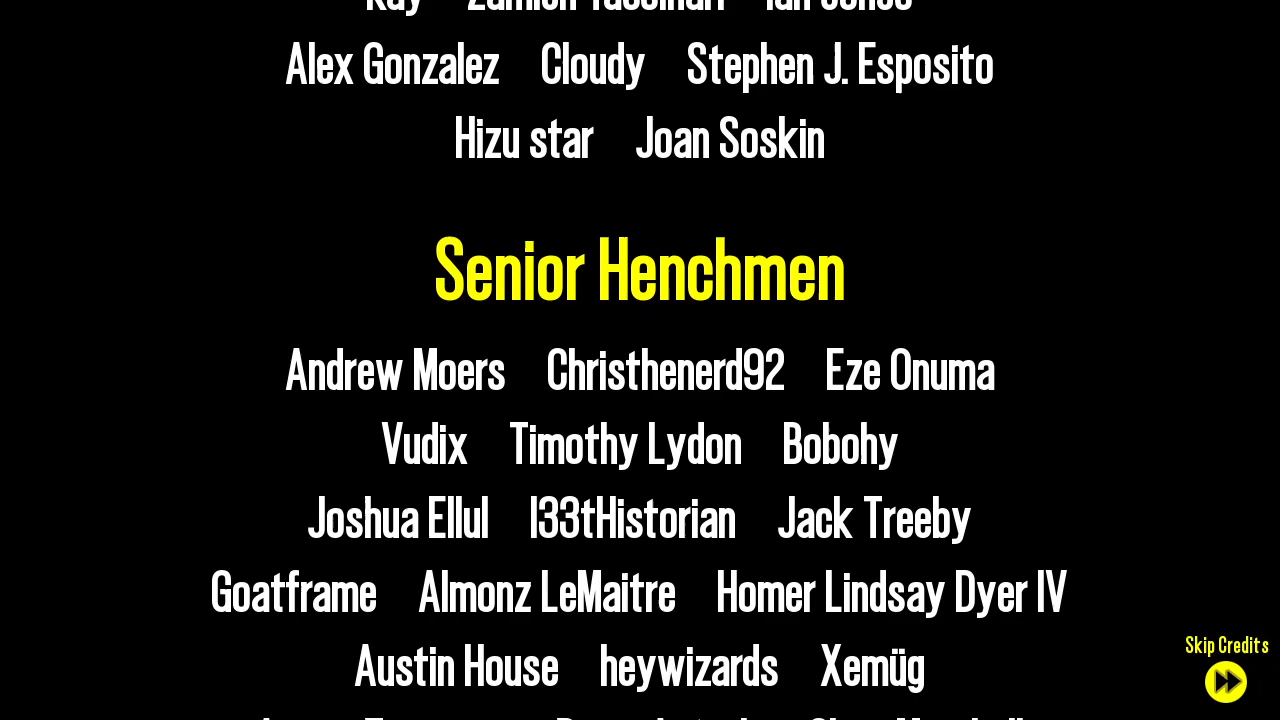 Alex Gonzalez Cloudy Stephen J. Esposito
Hizu star Joan Soskin
Senior Henchmen
Andrew Moers Christhenerd92 Eze Onuma
Vudix Timothy Lydon Bobohy
Joshua Ellul l33tHistorian Jack Treeby
Goatframe Almonz LeMaitre Homer Lindsay Dyer IV
Austin House heywizards Xemüg
Skip Credits